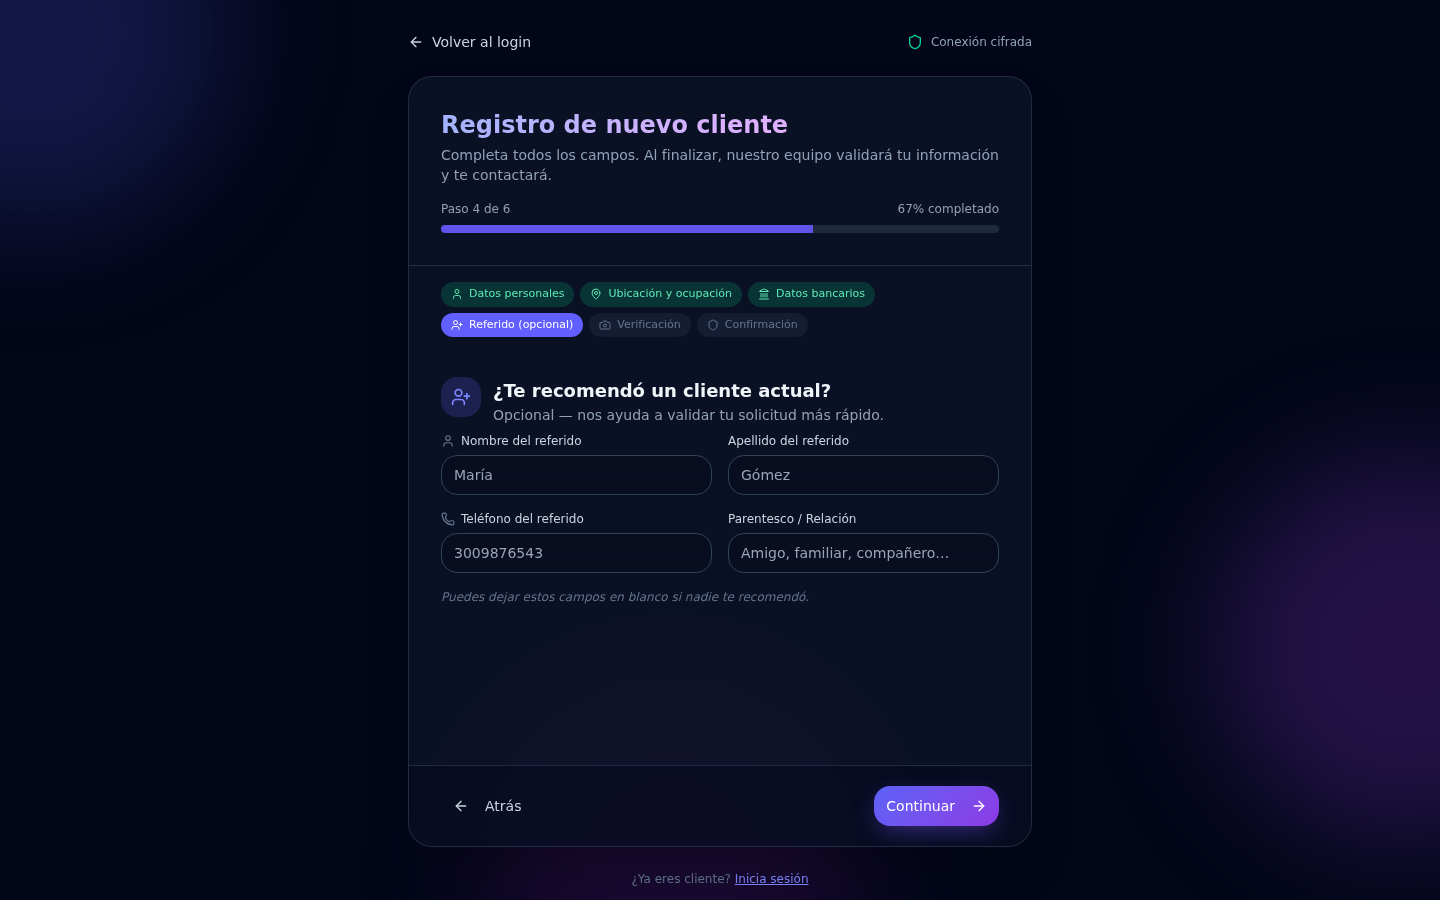 Volver al login
Conexión cifrada
Registro de nuevo cliente
Completa todos los campos. Al finalizar, nuestro equipo validará tu información
y te contactará.
Paso 4 de 6
67% completado
Datos personales
Ubicación y ocupación
Datos bancarios
Referido (opcional)
Verificación
Confirmación
¿Te recomendó un cliente actual?
Opcional — nos ayuda a validar tu solicitud más rápido.
Nombre del referido
Apellido del referido
María
Gómez
Teléfono del referido
Parentesco / Relación
3009876543
Amigo, familiar, compañero...
Puedes dejar estos campos en blanco si nadie te recomendó.
Atrás
Continuar
¿Ya eres cliente? Inicia sesión